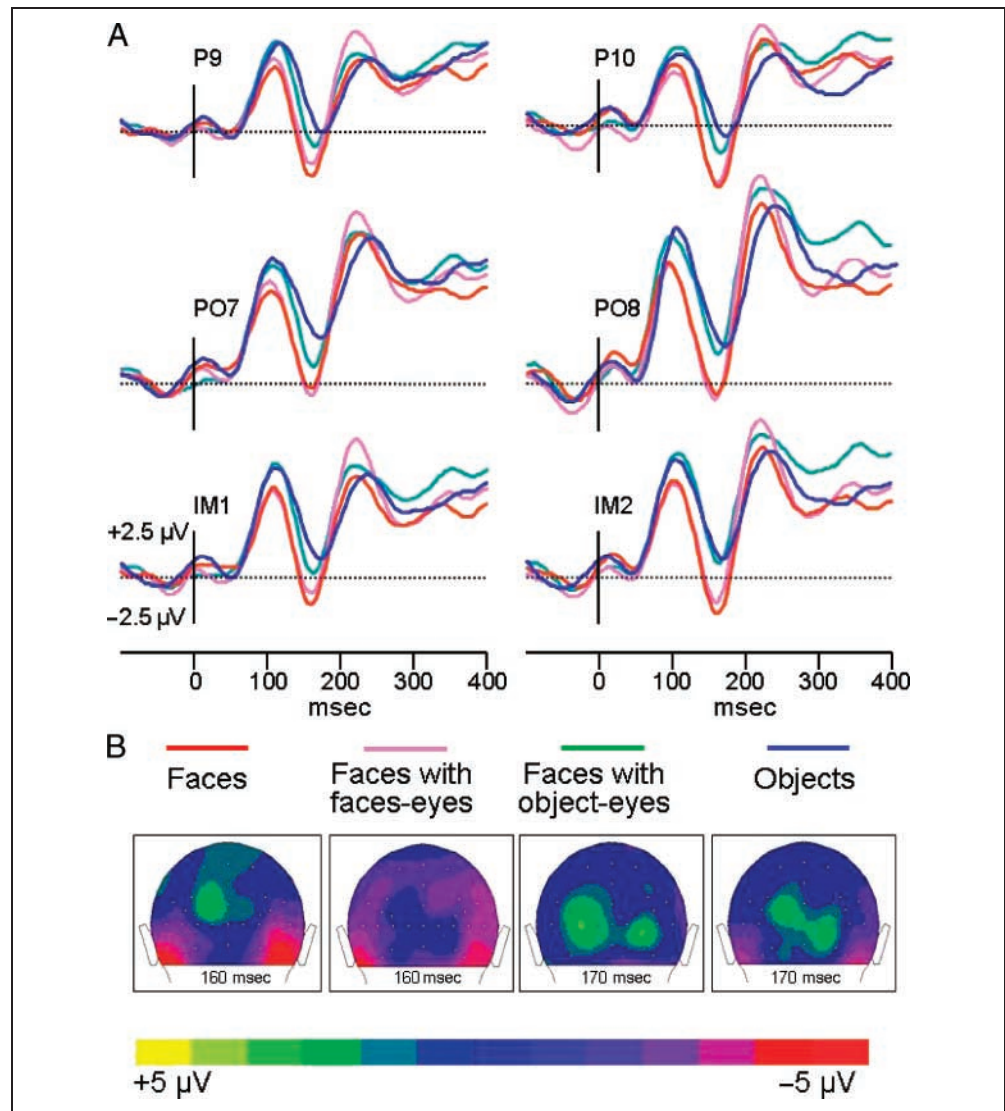 A
P9
P10
PO7
PO8
IM1
IM2
+2.5 µV
−2.5 µV
0 100 200 300 400
msec
0 100 200 300 400
msec
B
Faces
Faces with
faces-eyes
Faces with
object-eyes
Objects
160 msec
160 msec
170 msec
170 msec
+5 µV
−5 µV